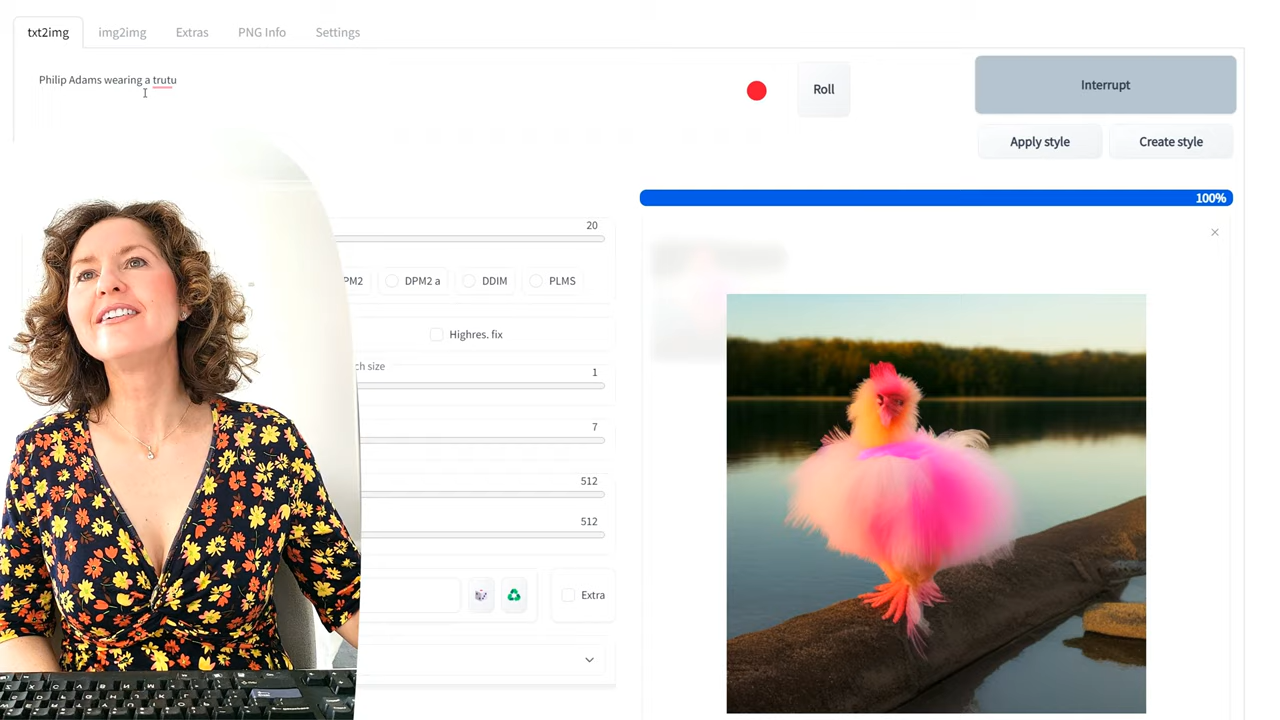 txt2img img2img Extras PNG Info Settings
Philip Adams wearing a trutu
Roll
Interrupt
Apply style Create style
100%
20
PM2 DPM2 a DDIM PLMS
Highres. fix
ch size
1
7
512
512
Extra